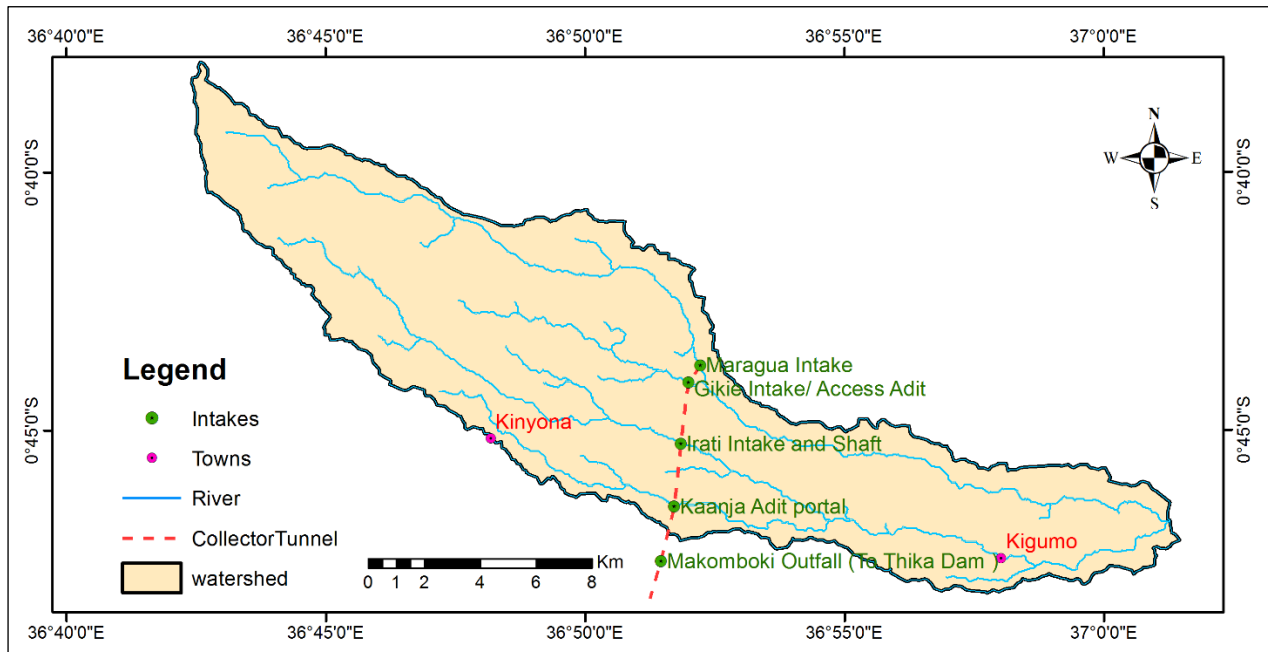 36°40'0"E 36°45'0"E 36°50'0"E 36°55'0"E 37°0'0"E
N
W E
S
0°40'0"S 0°40'0"S
Maragua Intake
Gikie Intake/ Access Adit
Legend
Intakes
Towns
River
CollectorTunnel
watershed
Kinyona
0°45'0"S 0°45'0"S
Irati Intake and Shaft
Kaanja Adit portal
Kigumo
Makomboki Outfall (To Thika Dam )
Km
0 1 2 4 6 8
36°40'0"E 36°45'0"E 36°50'0"E 36°55'0"E 37°0'0"E